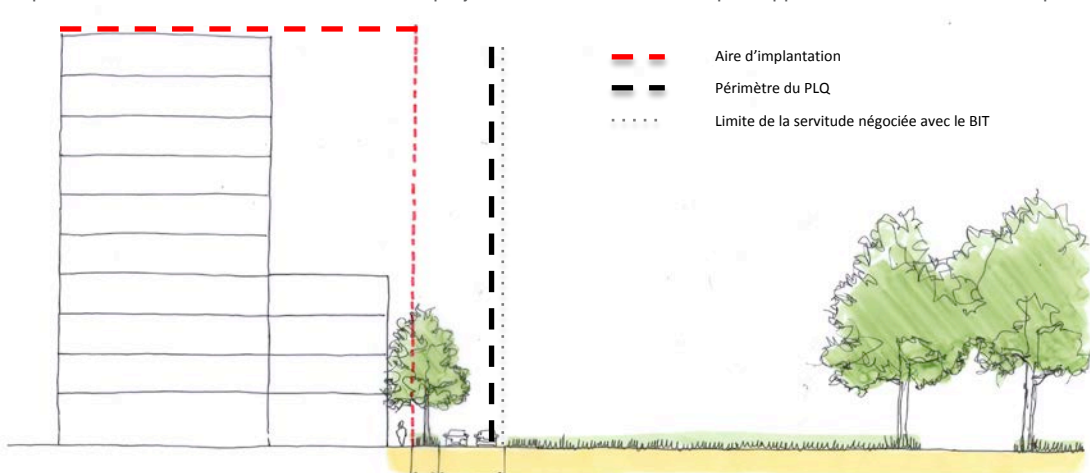 Aire d'implantation
Périmètre du PLQ
Limite de la servitude négociée avec le BIT